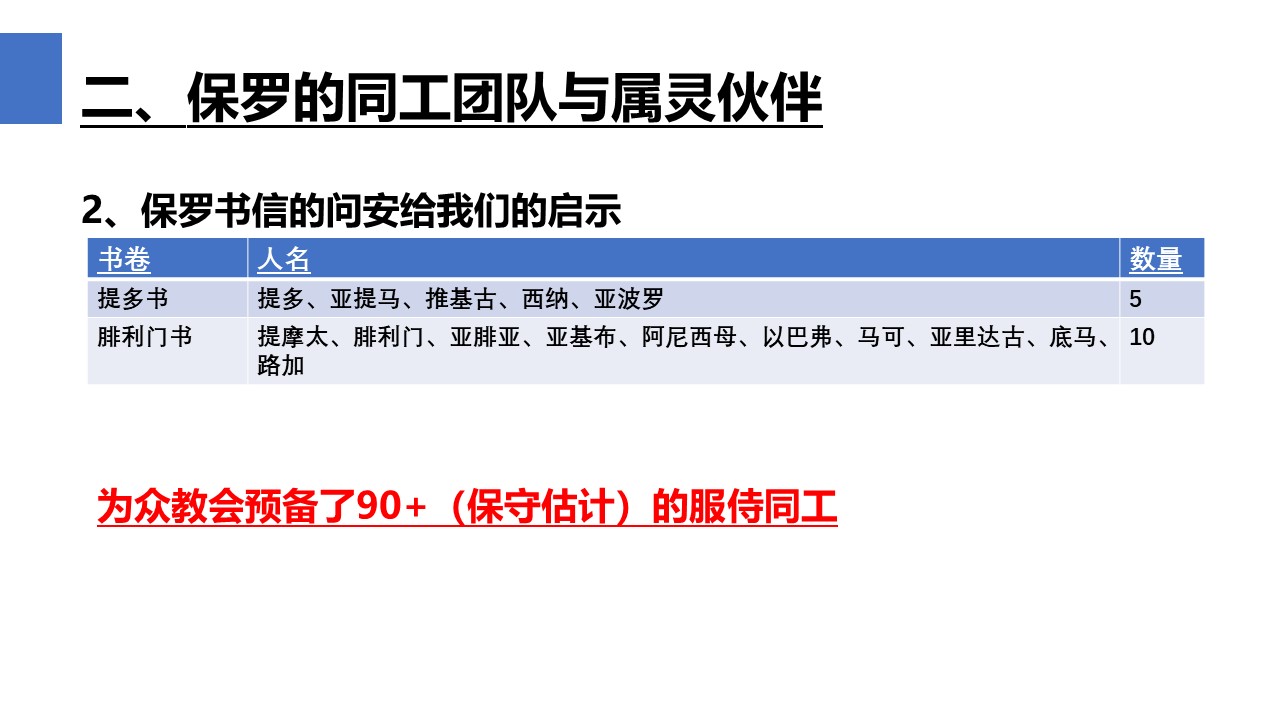 二、保罗的同工团队与属灵伙伴
2、保罗书信的问安给我们的启示
书卷 人名 数量
提多书 提多、亚提马、推基古、西纳、亚波罗 5
腓利门书 提摩太、腓利门、亚腓亚、亚基布、阿尼西母、以巴弗、马可、亚里达古、底马、 10
路加
为众教会预备了90+（保守估计）的服侍同工